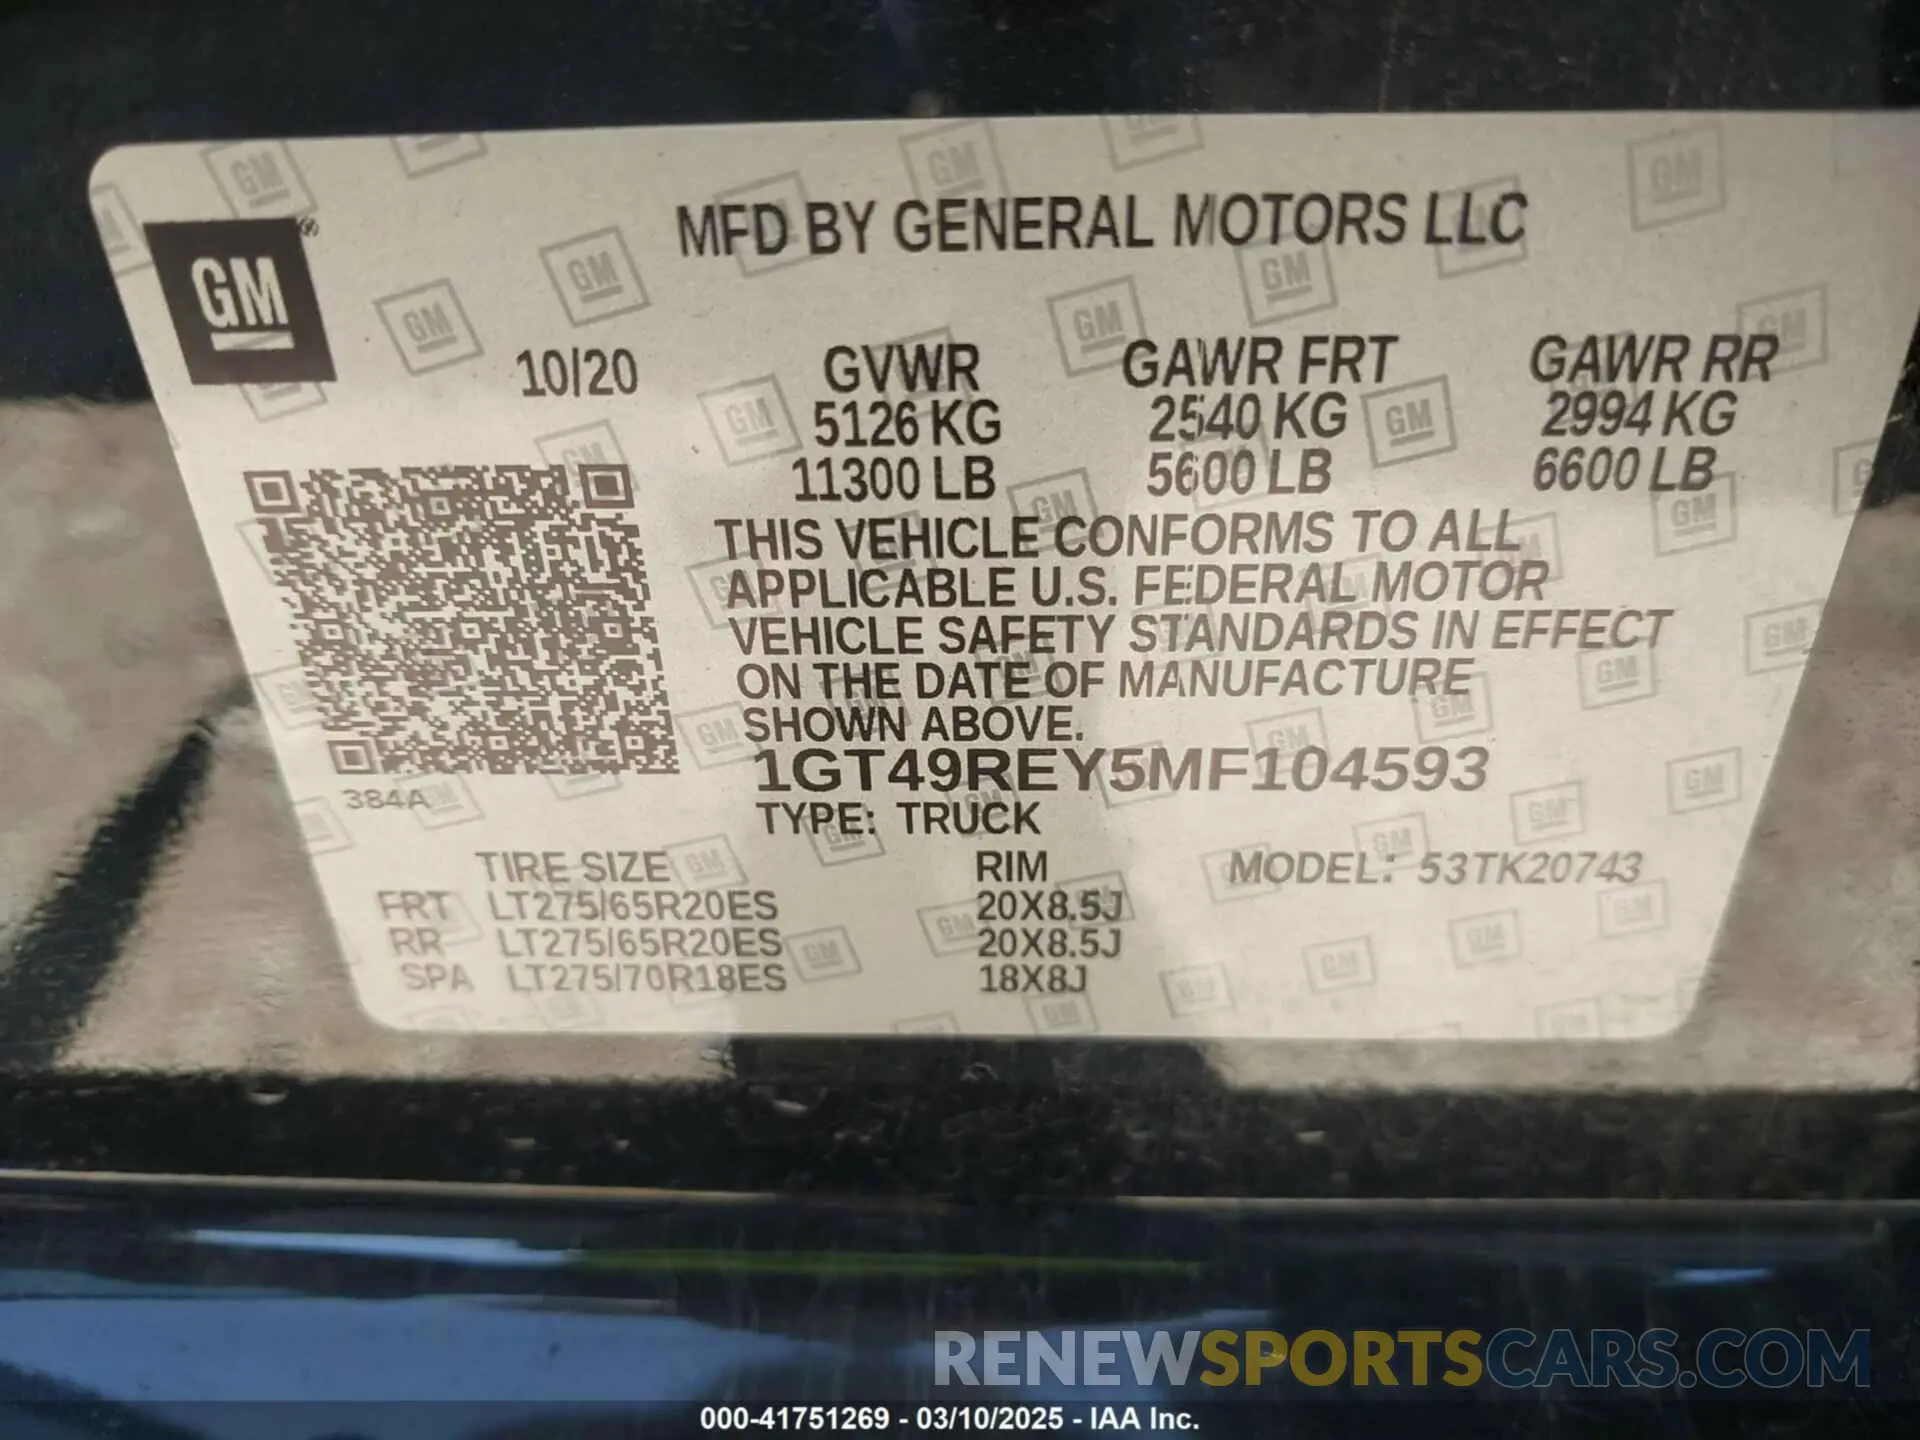 MFD BY GENERAL MOTORS LLC
GM
10/20
GVWR GAWR FRT GAWR RR
5126 KG 2540 KG 2994 KG
11300 LB 5600 LB 6600 LB
THIS VEHICLE CONFORMS TO ALL
APPLICABLE U.S. FEDERAL MOTOR
VEHICLE SAFETY STANDARDS IN EFFECT
ON THE DATE OF MANUFACTURE
SHOWN ABOVE.
1GT49REY5MF104593
384A
TYPE: TRUCK
TIRE SIZE RIM MODEL: 53TK20743
FRT LT275/65R20ES 20X8.5J
RR LT275/65R20ES 20X8.5J
SPA LT275/70R18ES 18X8J
RENEWSPORTSCARS.COM
000-41751269 - 03/10/2025 - IAA Inc.